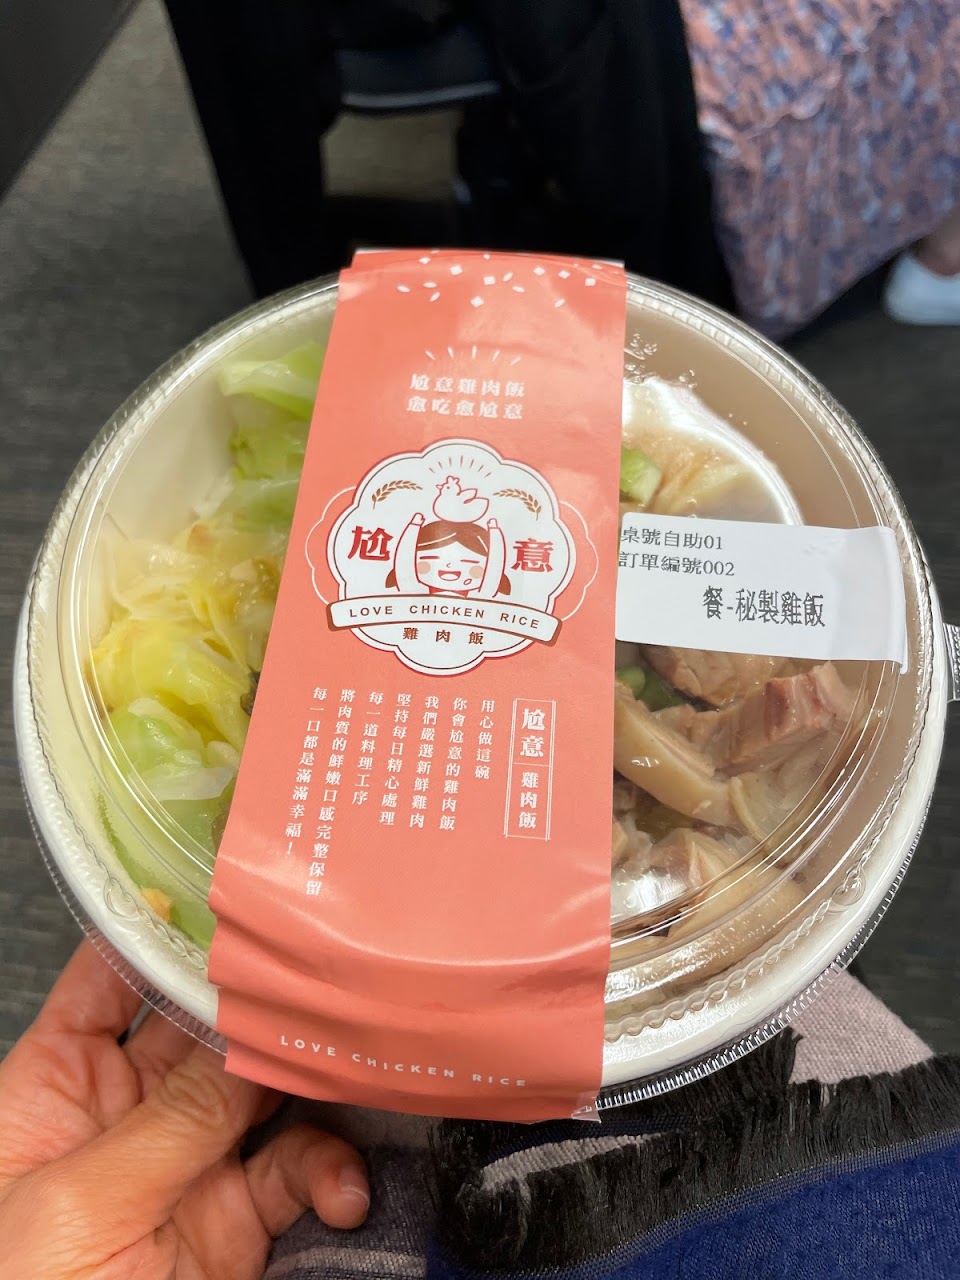 尬意雞肉飯
愈吃愈尬意
尬意
LOVE CHICKEN RICE
雞肉飯
桌號自助01
訂單編號002
餐-秘製雞飯
尬意雞肉飯
用心做這碗
你會尬意的雞肉飯
我們嚴選新鮮雞肉
堅持每日精心處理
每一道料理工序
將肉質的鮮嫩口感完整保留
每一口都是滿滿幸福！
LOVE CHICKEN RICE